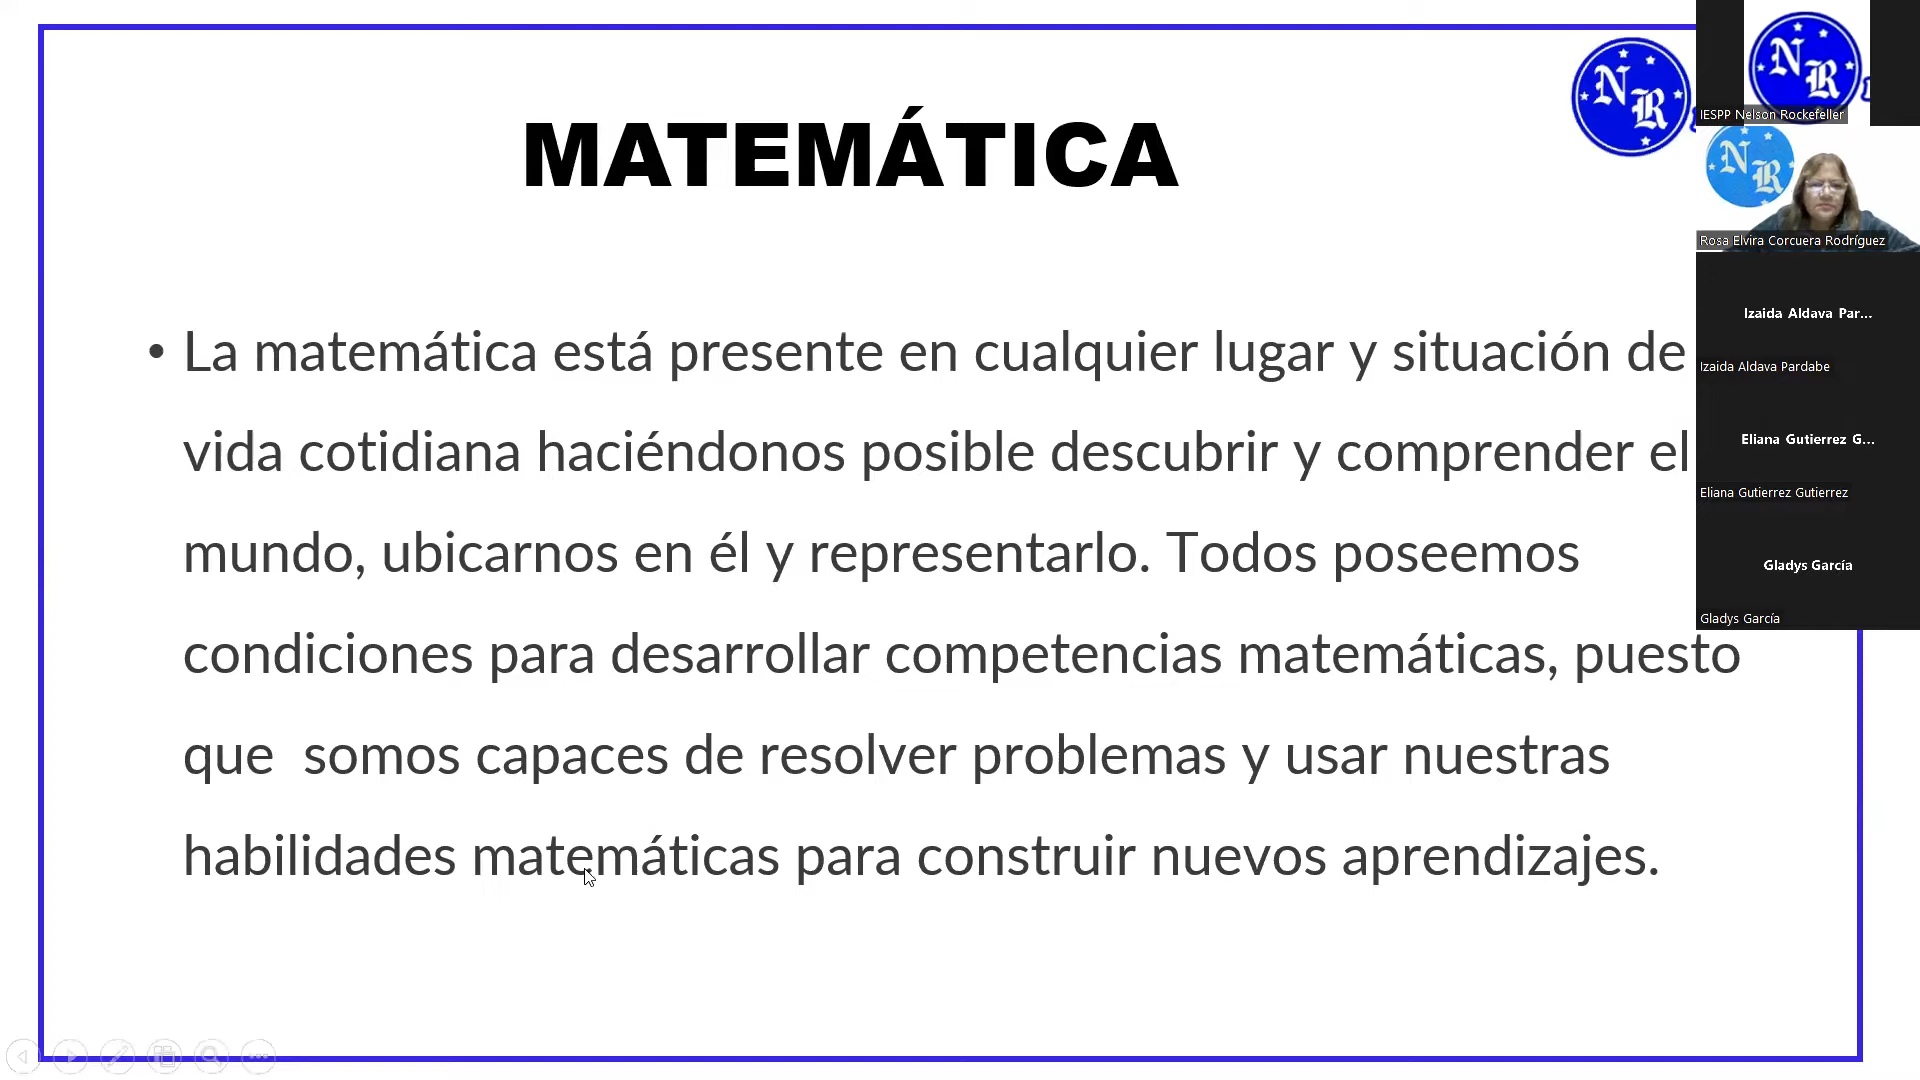 MATEMÁTICA
• La matemática está presente en cualquier lugar y situación de
vida cotidiana haciéndonos posible descubrir y comprender el
mundo, ubicarnos en él y representarlo. Todos poseemos
condiciones para desarrollar competencias matemáticas, puesto
que  somos capaces de resolver problemas y usar nuestras
habilidades matemáticas para construir nuevos aprendizajes.
NR
NR
IESPP Nelson Rockefeller
NR
Rosa Elvira Corcuera Rodríguez
Izaida Aldava Par...
Izaida Aldava Pardabe
Eliana Gutierrez G...
Eliana Gutierrez Gutierrez
Gladys García
Gladys García